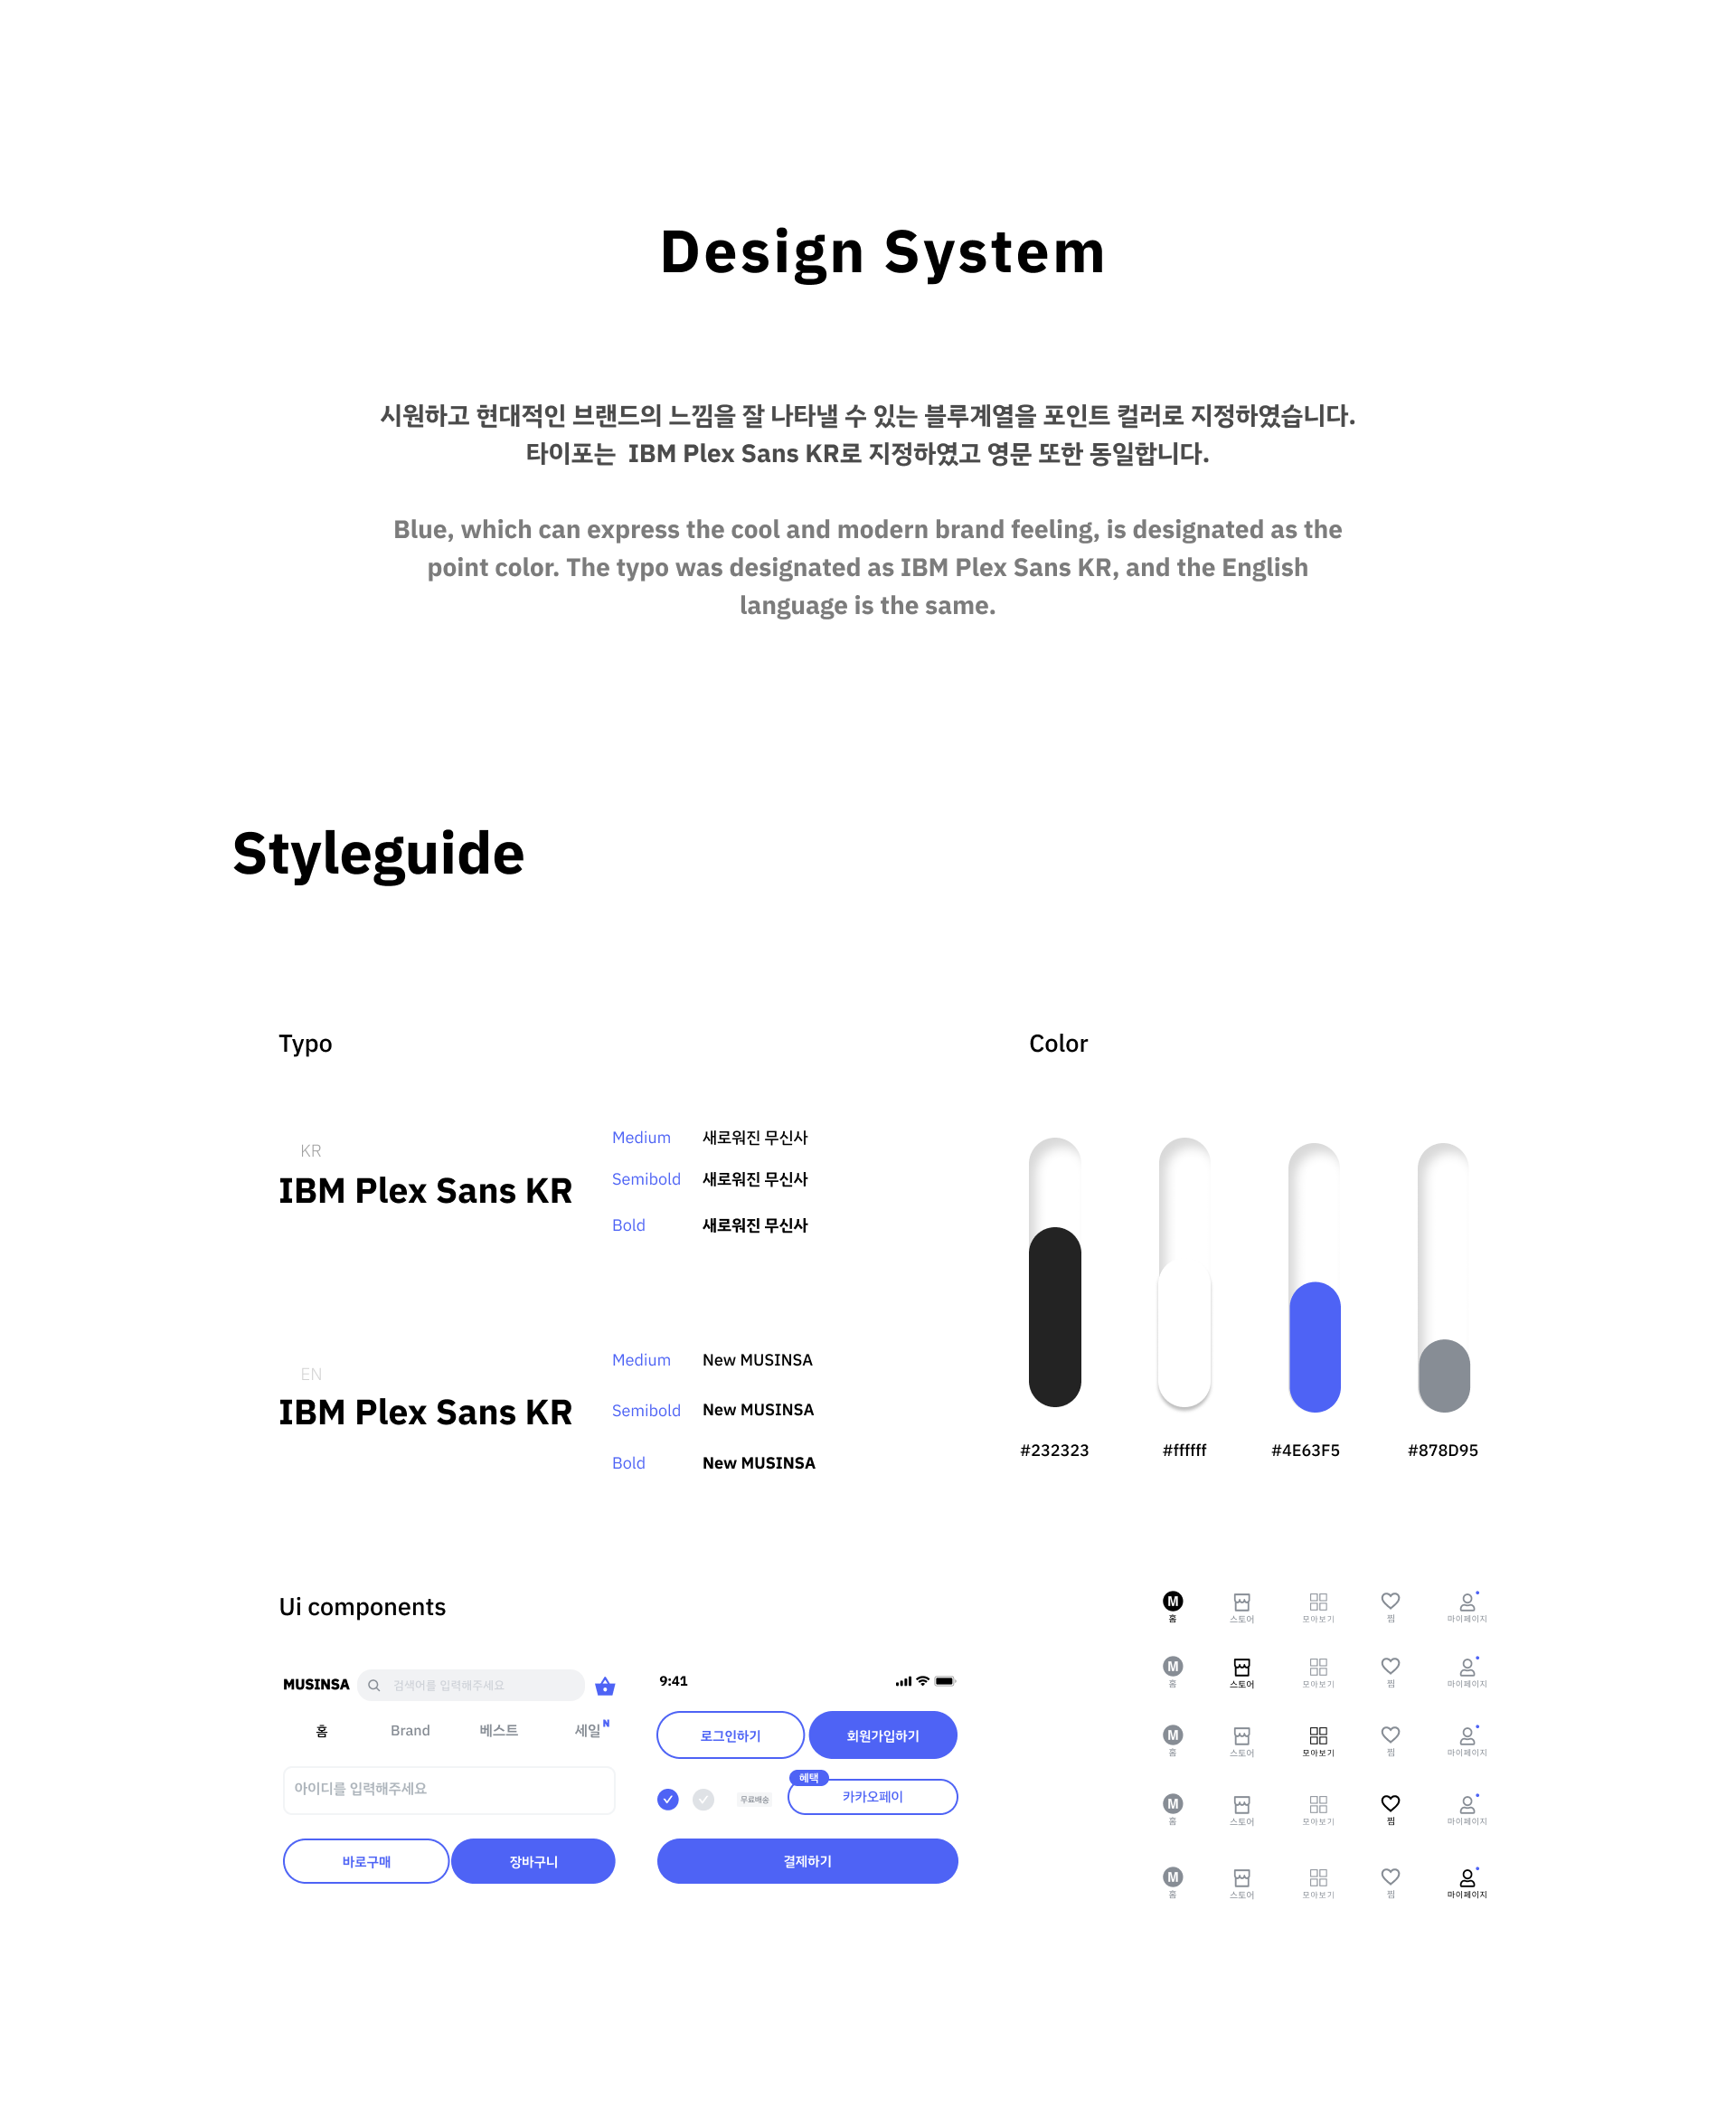 Design System
시원하고 현대적인 브랜드의 느낌을 잘 나타낼 수 있는 블루계열을 포인트 컬러로 지정하였습니다.
타이포는 IBM Plex Sans KR로 지정하였고 영문 또한 동일합니다.
Blue, which can express the cool and modern brand feeling, is designated as the
point color. The typo was designated as IBM Plex Sans KR, and the English
language is the same.
Styleguide
Typo
KR
IBM Plex Sans KR
Medium 새로워진 무신사
Semibold 새로워진 무신사
Bold 새로워진 무신사
EN
IBM Plex Sans KR
Medium New MUSINSA
Semibold New MUSINSA
Bold New MUSINSA
Color
#232323 #ffffff #4E63F5 #878D95
Ui components
MUSINSA 검색어를 입력해주세요
홈 Brand 베스트 세일 N
아이디를 입력해주세요
바로구매 장바구니
9:41
로그인하기 회원가입하기
무료배송 혜택 카카오페이
결제하기
M
홈 스토어 모아보기 찜 마이페이지
M
홈 스토어 모아보기 찜 마이페이지
M
홈 스토어 모아보기 찜 마이페이지
M
홈 스토어 모아보기 찜 마이페이지
M
홈 스토어 모아보기 찜 마이페이지